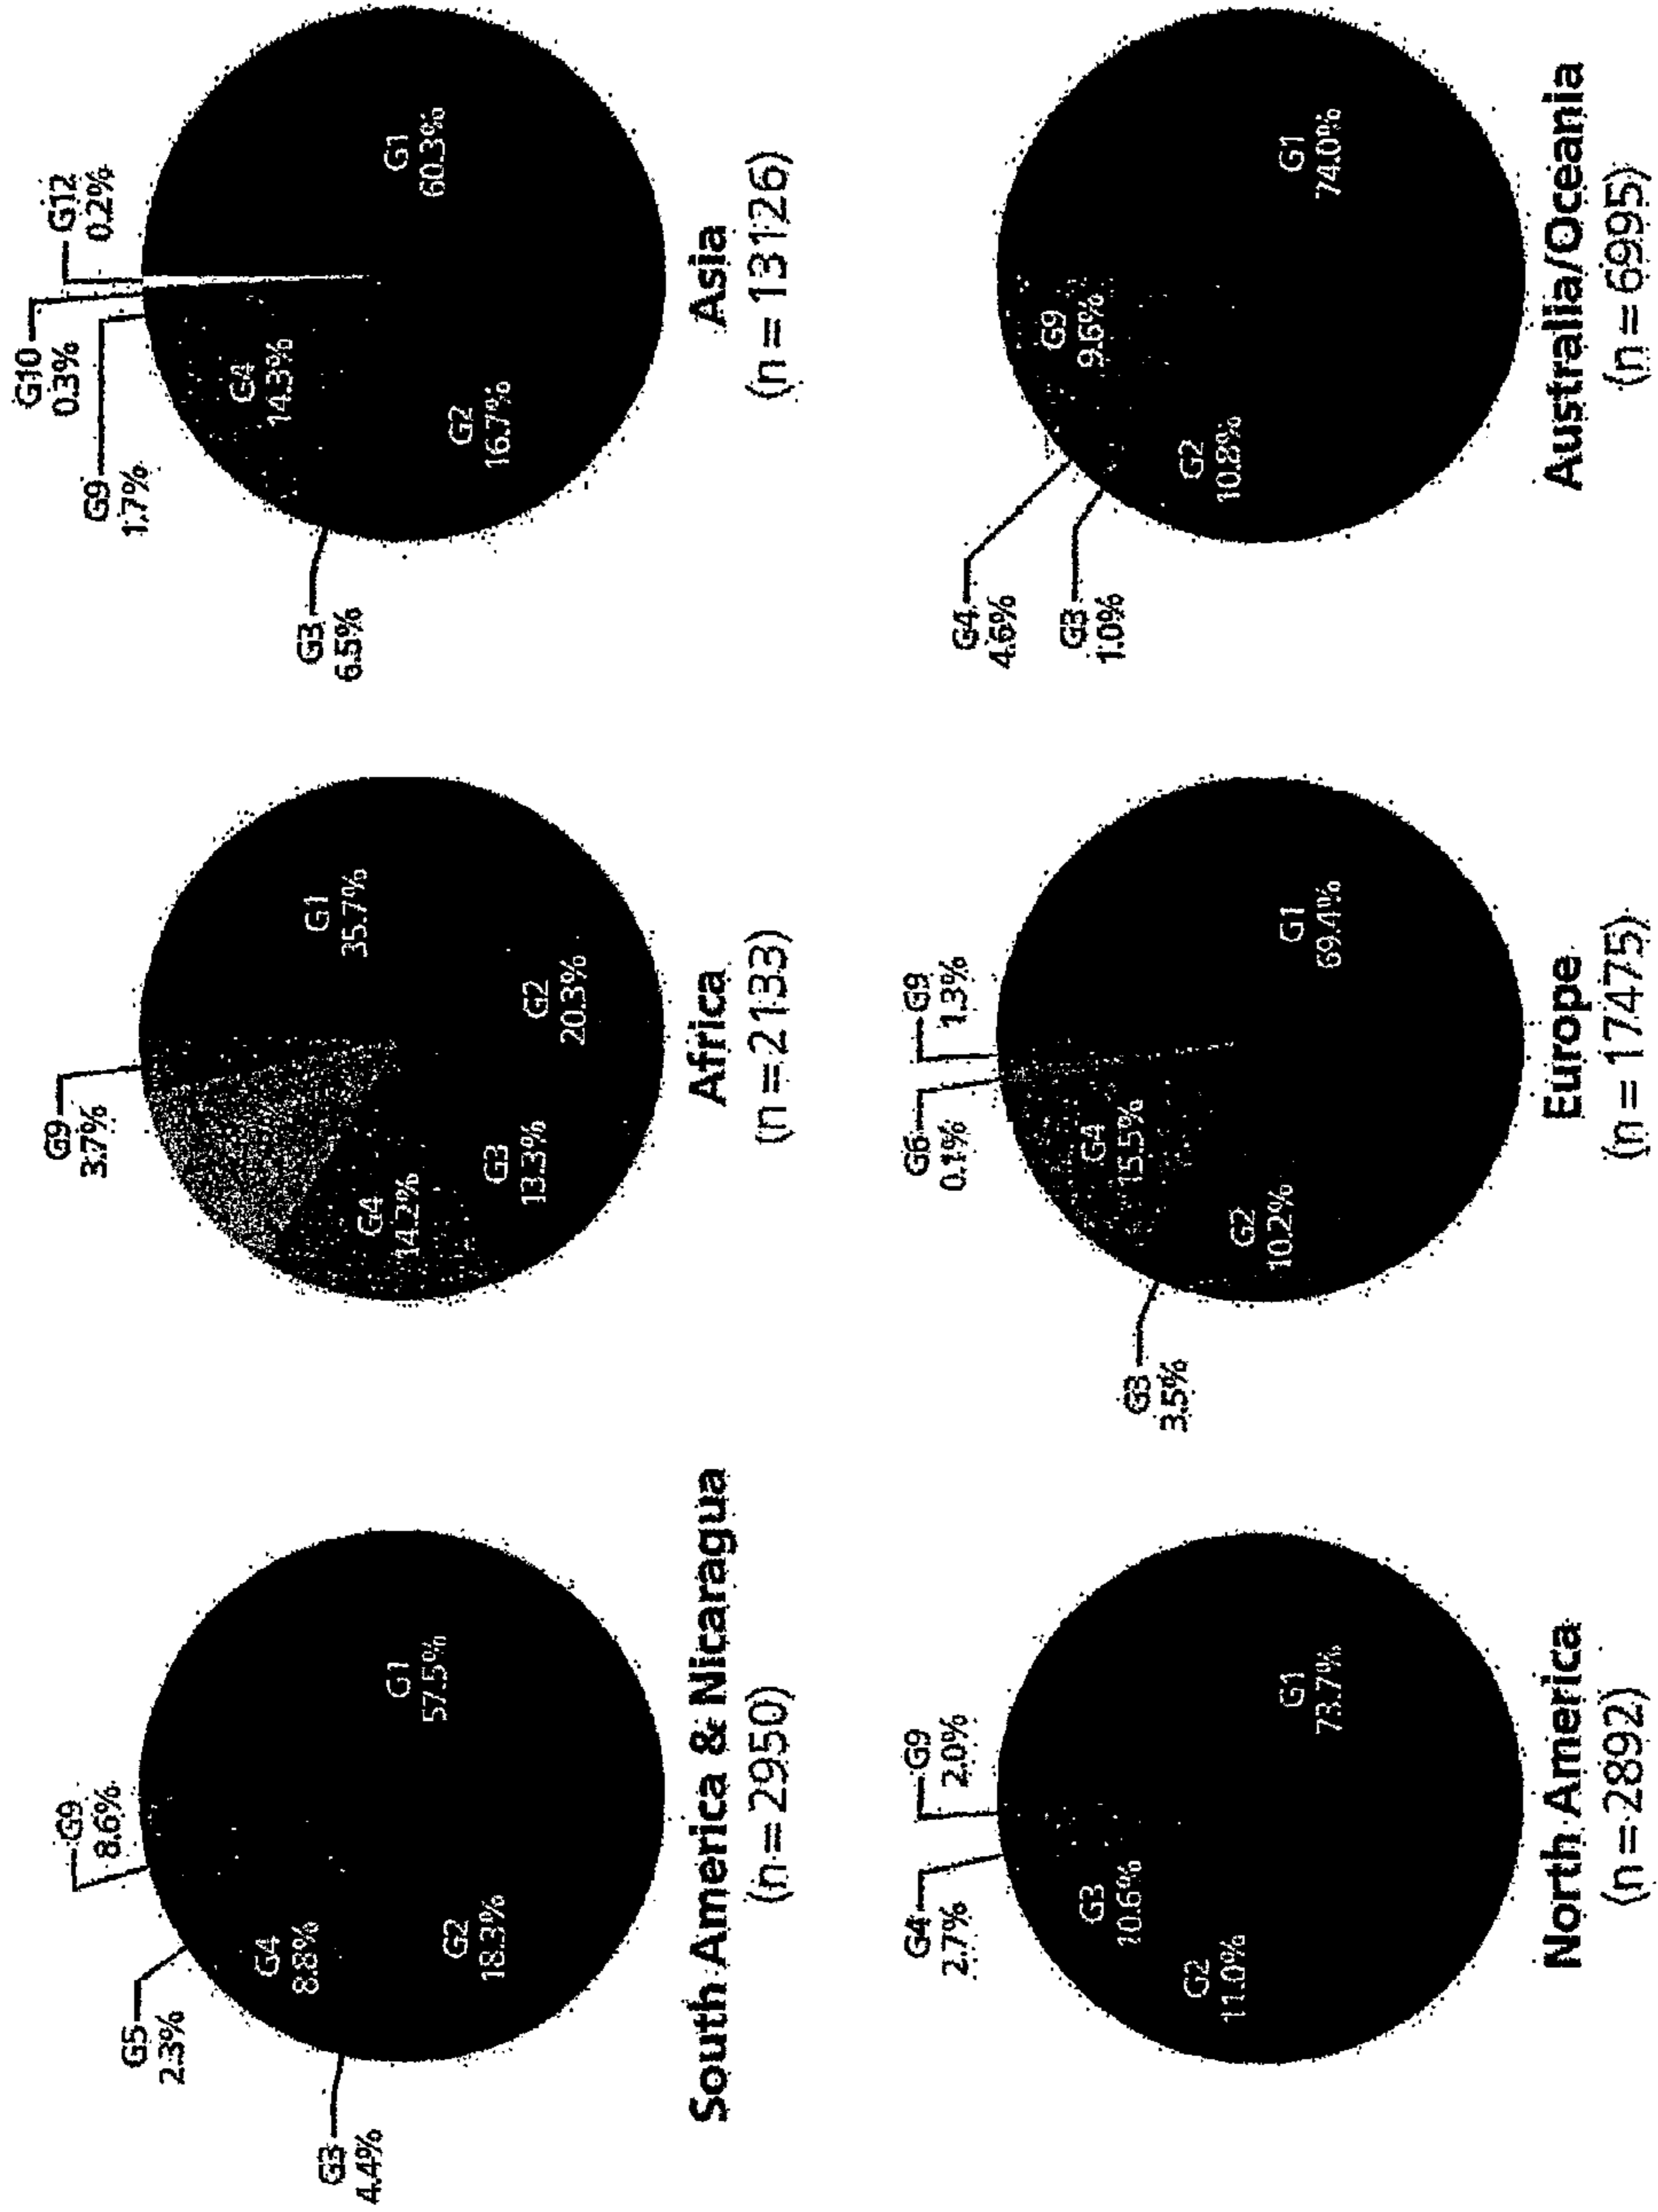 G9
8.6%
G5
2.3%
G4
8.8%
G3
4.4%
G2
18.3%
G1
57.5%
South America & Nicaragua
(n = 2950)
G9
3.7%
G4
14.2%
G3
13.3%
G2
20.3%
G1
35.7%
Africa
(n = 2133)
G10
0.3%
G12
0.2%
G9
1.7%
G4
14.3%
G3
6.5%
G2
16.7%
G1
60.3%
Asia
(n = 13126)
G4
2.7%
G9
2.0%
G3
10.6%
G2
11.0%
G1
73.7%
North America
(n = 2892)
G6
0.1%
G9
1.3%
G4
15.5%
G3
3.5%
G2
10.2%
G1
69.4%
Europe
(n = 17475)
G4
4.6%
G3
1.0%
G9
9.6%
G2
10.8%
G1
74.0%
Australia/Oceania
(n = 6995)